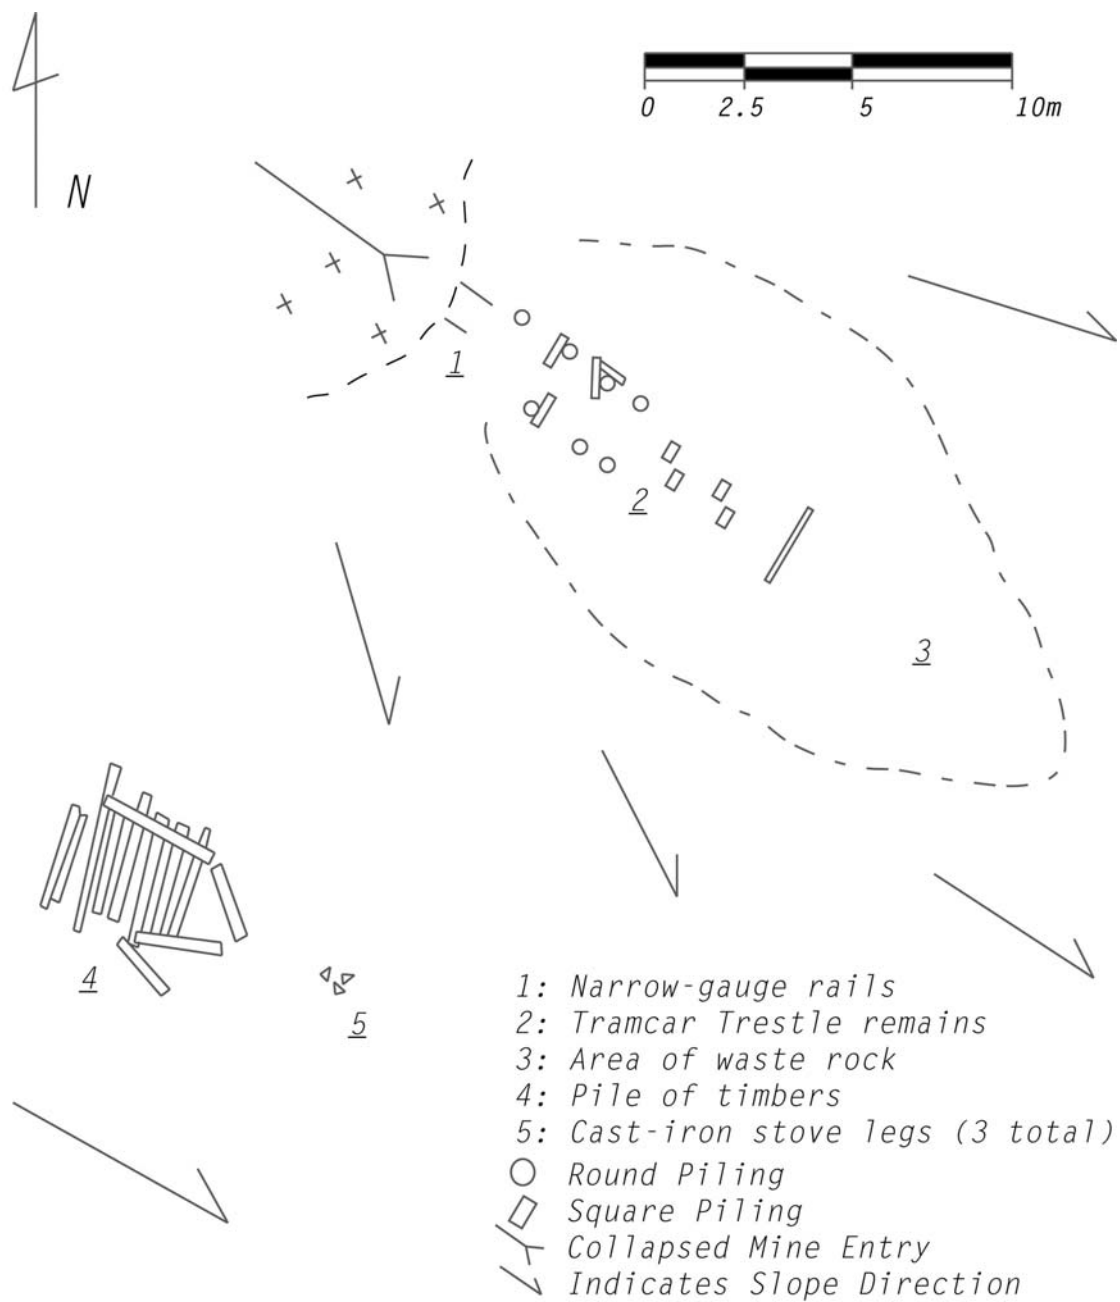 0 2.5 5 10m
N
1
2
3
4
5
1: Narrow-gauge rails
2: Tramcar Trestle remains
3: Area of waste rock
4: Pile of timbers
5: Cast-iron stove legs (3 total)
Round Piling
Square Piling
Collapsed Mine Entry
Indicates Slope Direction